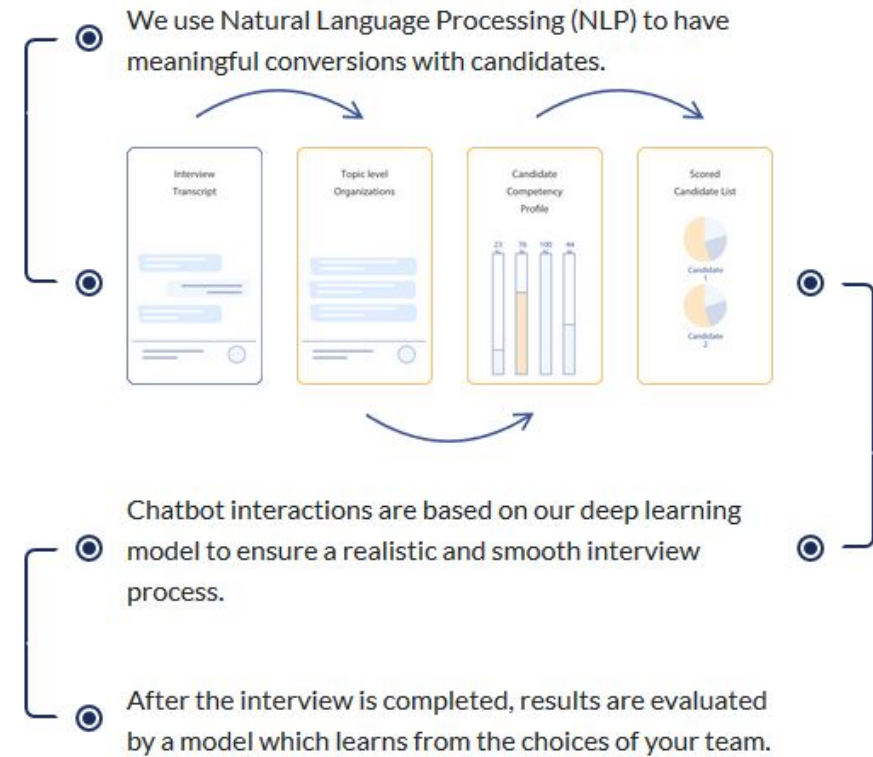 We use Natural Language Processing (NLP) to have
meaningful conversions with candidates.
Interview
Transcript
Topic level
Organizations
Candidate
Competency
Profile
23 76 100 44
Scored
Candidate List
Candidate
1
Candidate
2
Chatbot interactions are based on our deep learning
model to ensure a realistic and smooth interview
process.
After the interview is completed, results are evaluated
by a model which learns from the choices of your team.